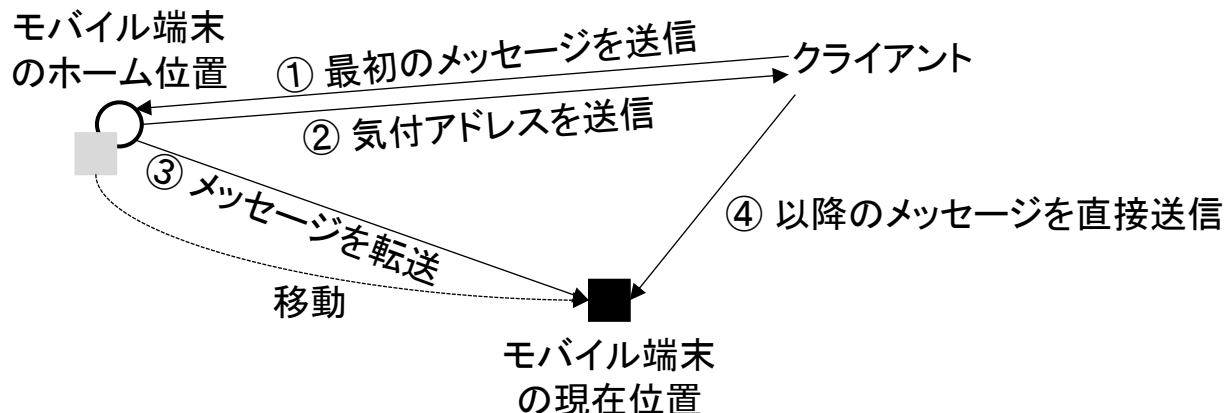 モバイル端末
のホーム位置
① 最初のメッセージを送信
クライアント
② 気付アドレスを送信
③ メッセージを転送
④ 以降のメッセージを直接送信
移動
モバイル端末
の現在位置